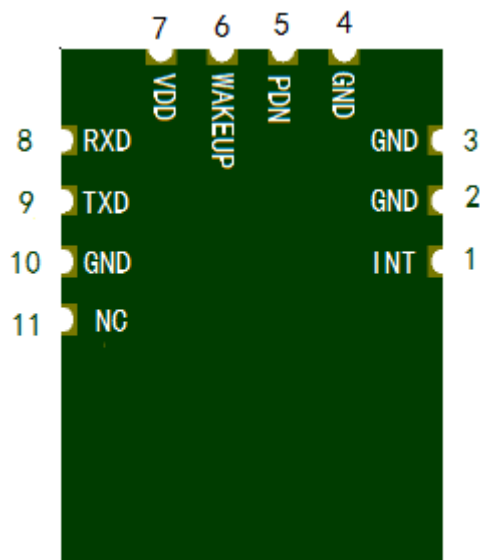 7 6 5 4
VDD WAKEUP PDN GND
8 RXD GND 3
9 TXD GND 2
10 GND INT 1
11 NC